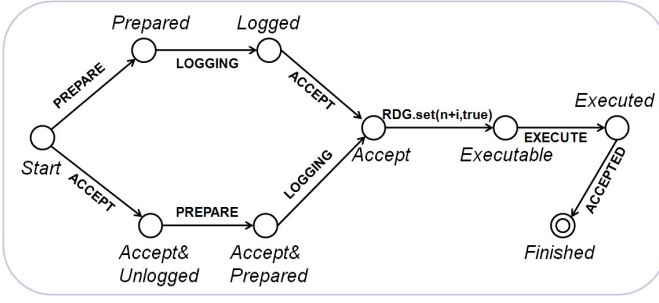 Prepared
Logged
LOGGING
PREPARE
ACCEPT
Start
ACCEPT
PREPARE
LOGGING
Accept&
Unlogged
Accept&
Prepared
Accept
RDG.set(n+i,true)
Executable
EXECUTE
Executed
ACCEPTED
Finished